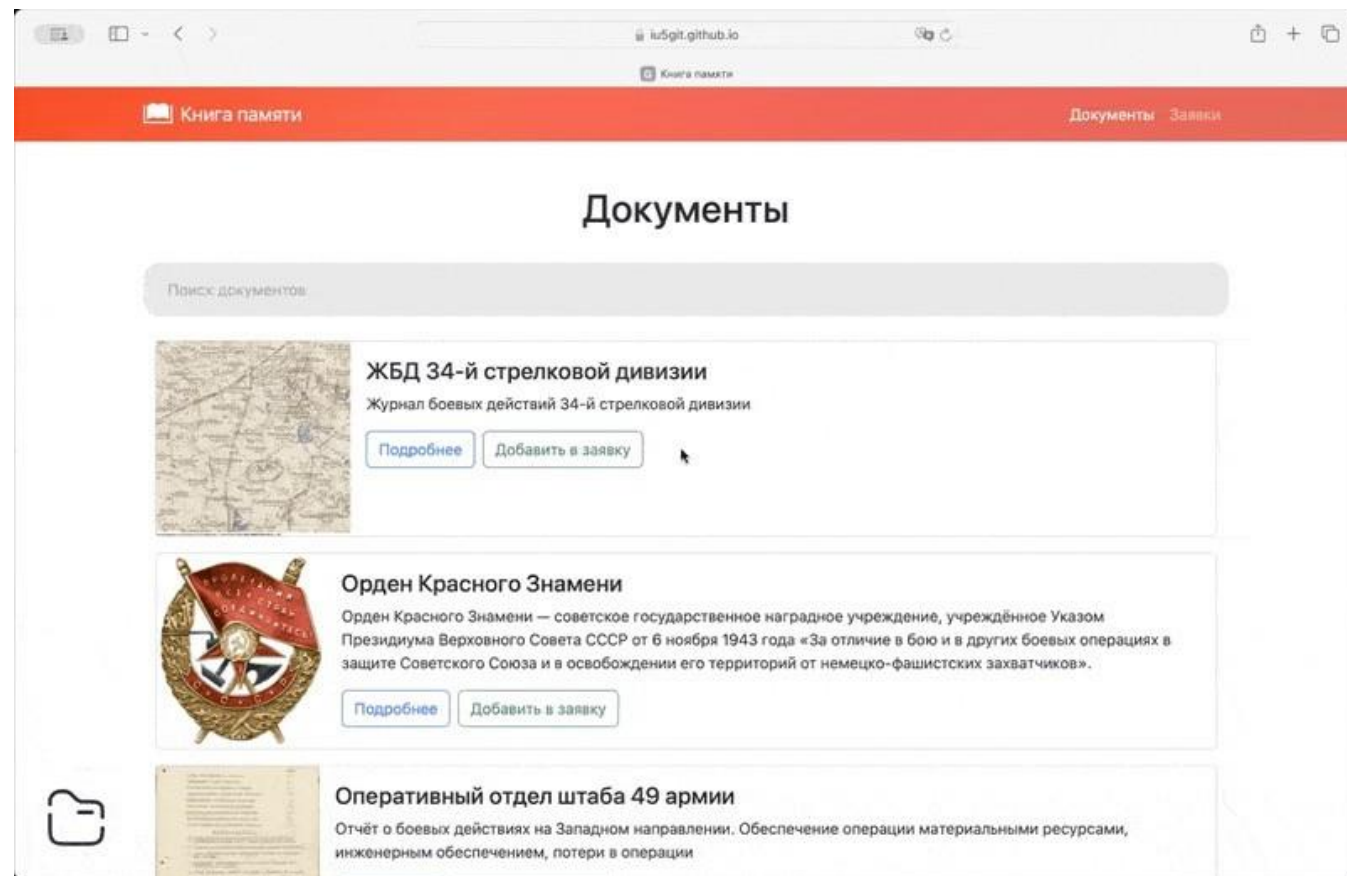 iu5git.github.io
Книга памяти
Книга памяти
Документы Заявки
Документы
Поиск документов
ЖБД 34-й стрелковой дивизии
Журнал боевых действий 34-й стрелковой дивизии
Подробнее Добавить в заявку
Орден Красного Знамени
Орден Красного Знамени — советское государственное наградное учреждение, учреждённое Указом
Президиума Верховного Совета СССР от 6 ноября 1943 года «За отличие в бою и в других боевых операциях в
защите Советского Союза и в освобождении его территорий от немецко-фашистских захватчиков».
Подробнее Добавить в заявку
Оперативный отдел штаба 49 армии
Отчёт о боевых действиях на Западном направлении. Обеспечение операции материальными ресурсами,
инженерным обеспечением, потери в операции